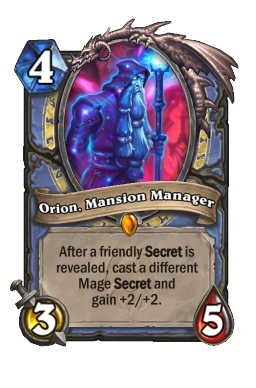 4
Orion, Mansion Manager
After a friendly Secret is
revealed, cast a different
Mage Secret and
gain +2/+2.
3
5